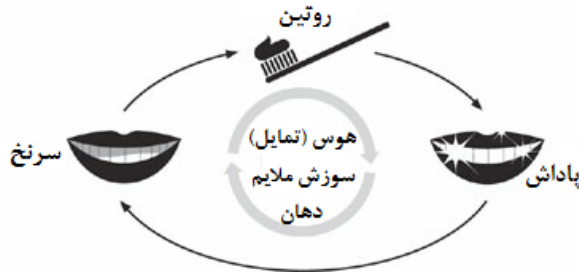 روتین
سرنخ
هوس (تمایل)
سوزش ملایم
دهان
پاداش